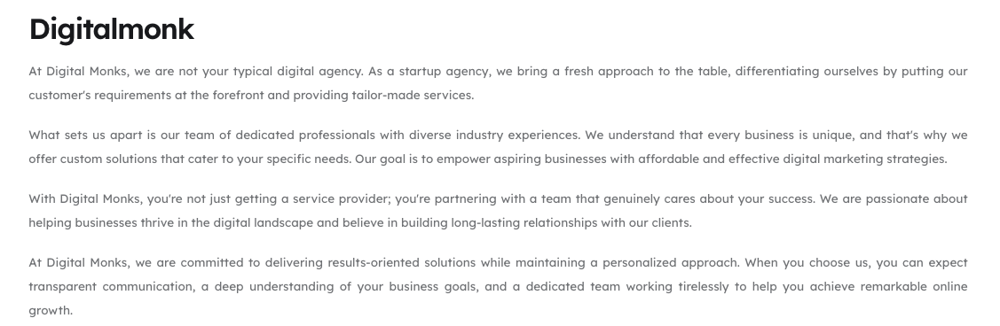 Digitalmonk
At Digital Monks, we are not your typical digital agency. As a startup agency, we bring a fresh approach to the table, differentiating ourselves by putting our
customer's requirements at the forefront and providing tailor-made services.
What sets us apart is our team of dedicated professionals with diverse industry experiences. We understand that every business is unique, and that's why we
offer custom solutions that cater to your specific needs. Our goal is to empower aspiring businesses with affordable and effective digital marketing strategies.
With Digital Monks, you're not just getting a service provider; you're partnering with a team that genuinely cares about your success. We are passionate about
helping businesses thrive in the digital landscape and believe in building long-lasting relationships with our clients.
At Digital Monks, we are committed to delivering results-oriented solutions while maintaining a personalized approach. When you choose us, you can expect
transparent communication, a deep understanding of your business goals, and a dedicated team working tirelessly to help you achieve remarkable online
growth.